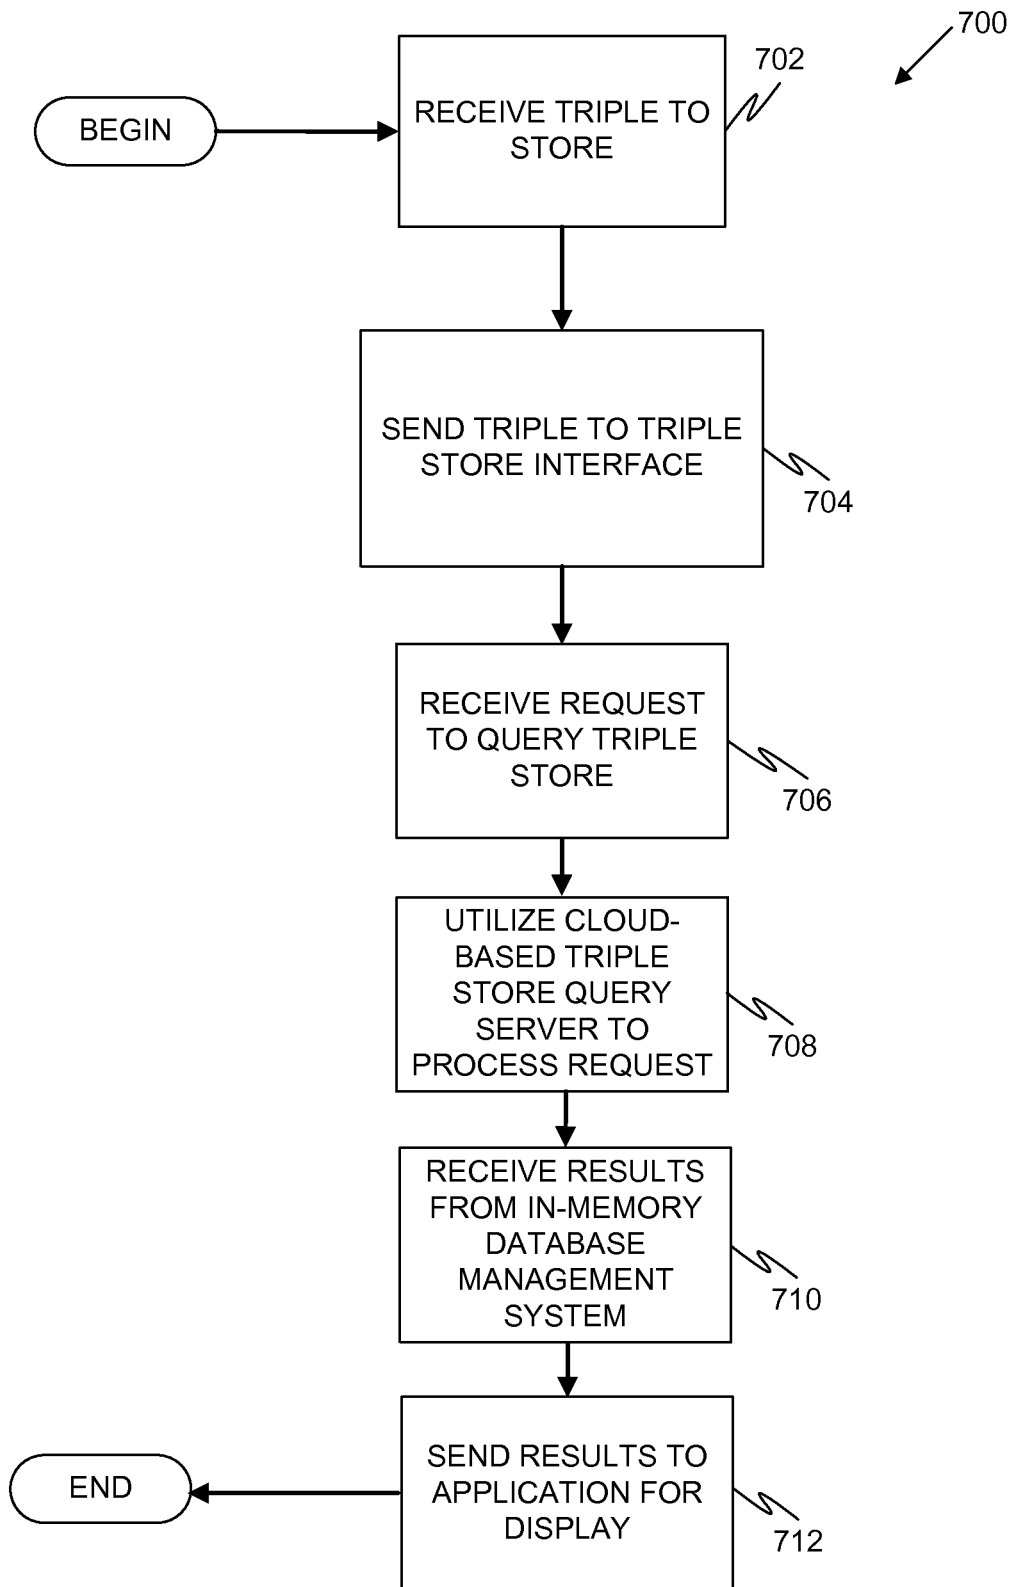 700
702
BEGIN
RECEIVE TRIPLE TO
STORE
SEND TRIPLE TO TRIPLE
STORE INTERFACE
704
RECEIVE REQUEST
TO QUERY TRIPLE
STORE
706
UTILIZE CLOUD-
BASED TRIPLE
STORE QUERY
SERVER TO
PROCESS REQUEST
708
RECEIVE RESULTS
FROM IN-MEMORY
DATABASE
MANAGEMENT
SYSTEM
710
SEND RESULTS TO
APPLICATION FOR
DISPLAY
END
712